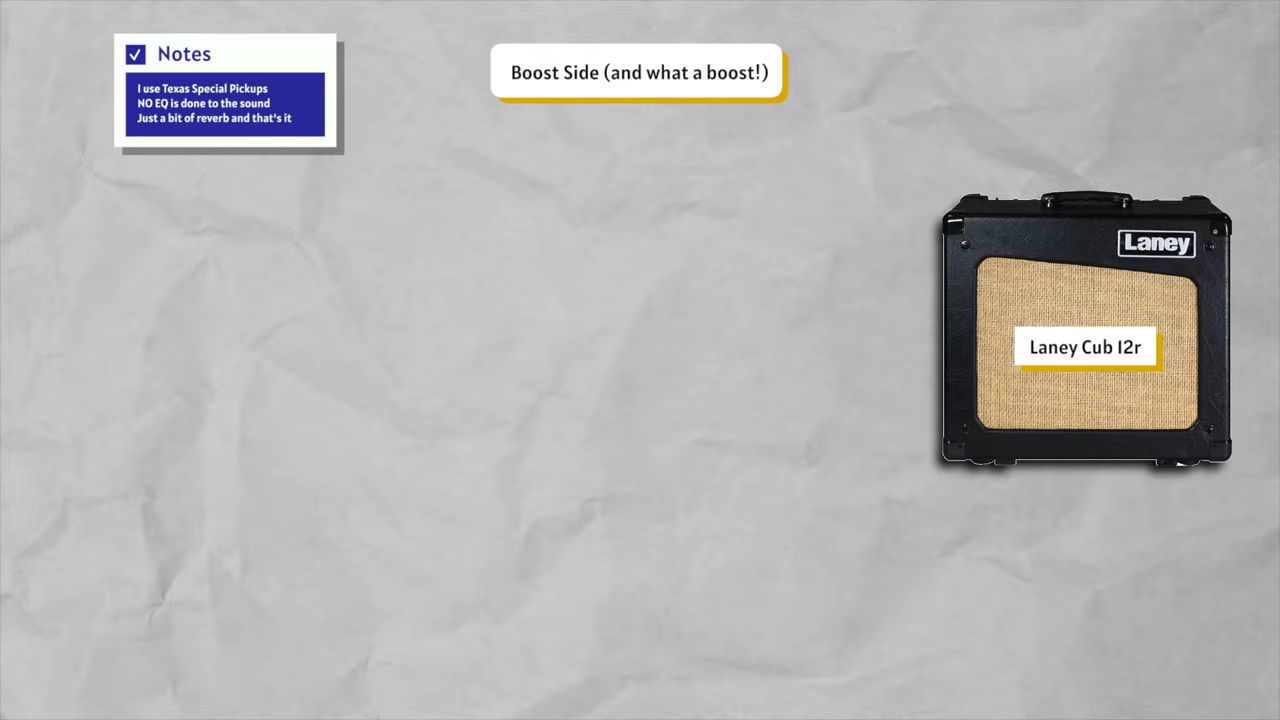 Notes
I use Texas Special Pickups
NO EQ is done to the sound
Just a bit of reverb and that's it
Boost Side (and what a boost!)
Laney
Laney Cub 12r